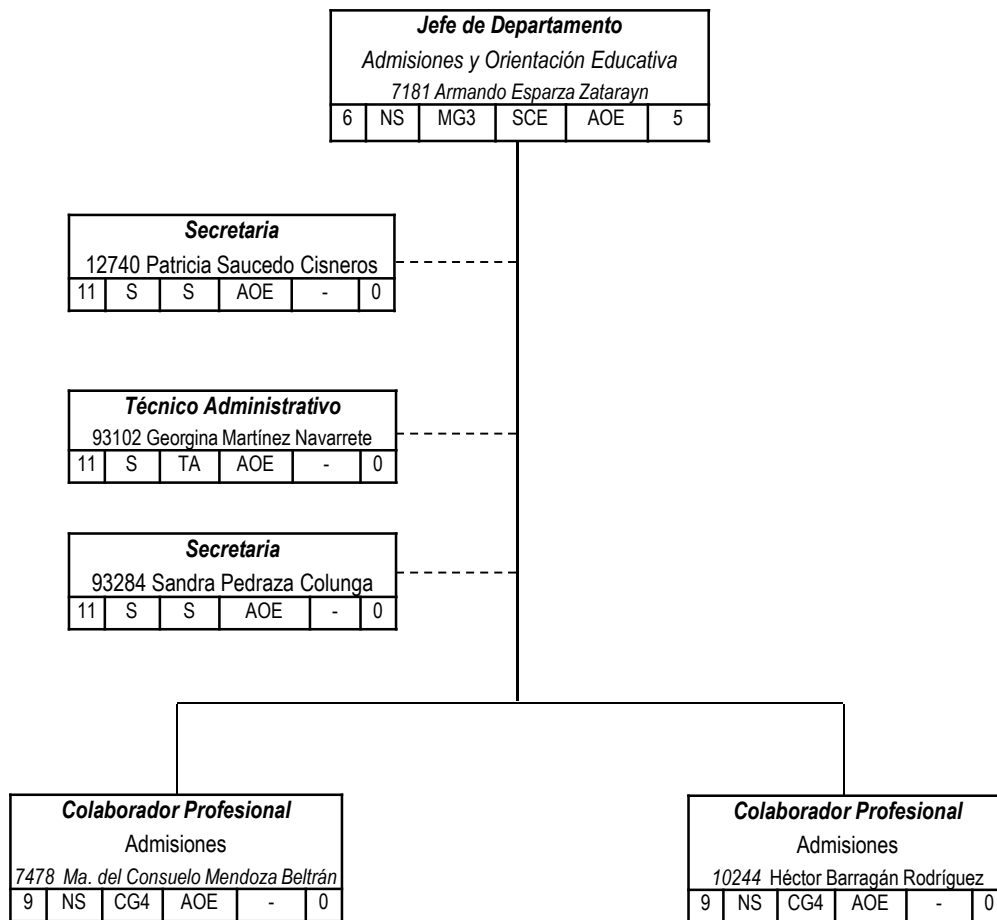 Jefe de Departamento
Admisiones y Orientación Educativa
7181 Armando Esparza Zatarayn
6 NS MG3 SCE AOE 5
Secretaria
12740 Patricia Saucedo Cisneros
11 S S AOE - 0
Técnico Administrativo
93102 Georgina Martínez Navarrete
11 S TA AOE - 0
Secretaria
93284 Sandra Pedraza Colunga
11 S S AOE - 0
Colaborador Profesional
Admisiones
7478 Ma. del Consuelo Mendoza Beltrán
9 NS CG4 AOE - 0
Colaborador Profesional
Admisiones
10244 Héctor Barragán Rodríguez
9 NS CG4 AOE - 0